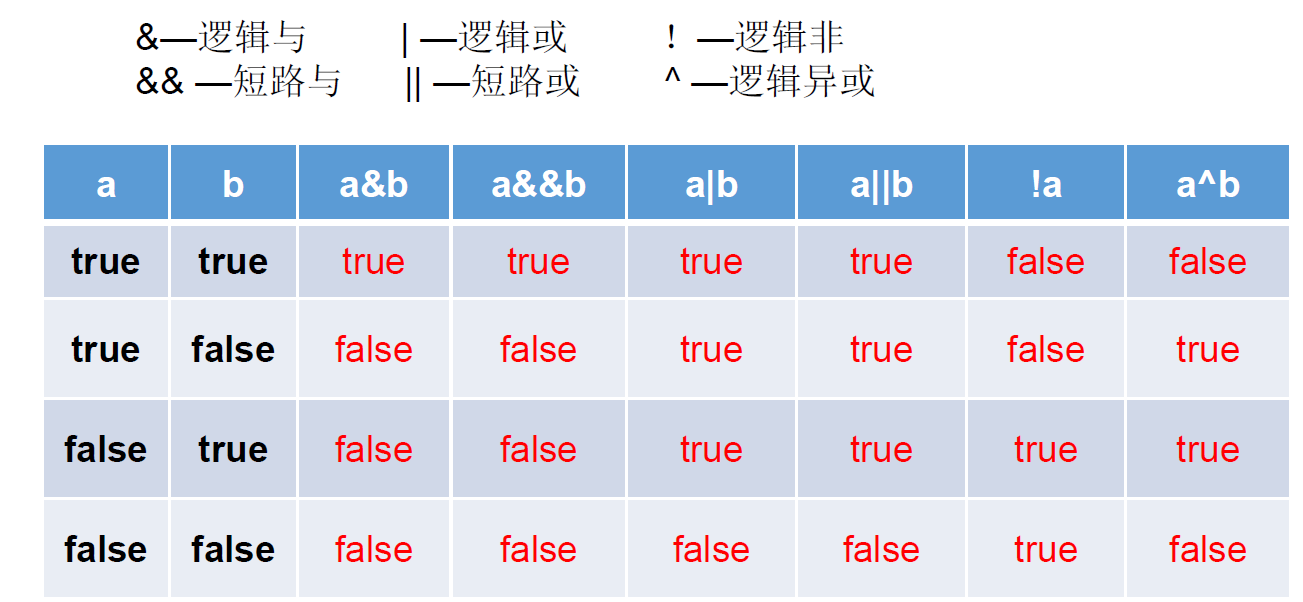 &—逻辑与 | —逻辑或 ! —逻辑非
&& —短路与 || —短路或 ^ —逻辑异或
a b a&b a&&b a|b a||b !a a^b
true true true true true true false false
true false false false true true false true
false true false false true true true true
false false false false false false true false